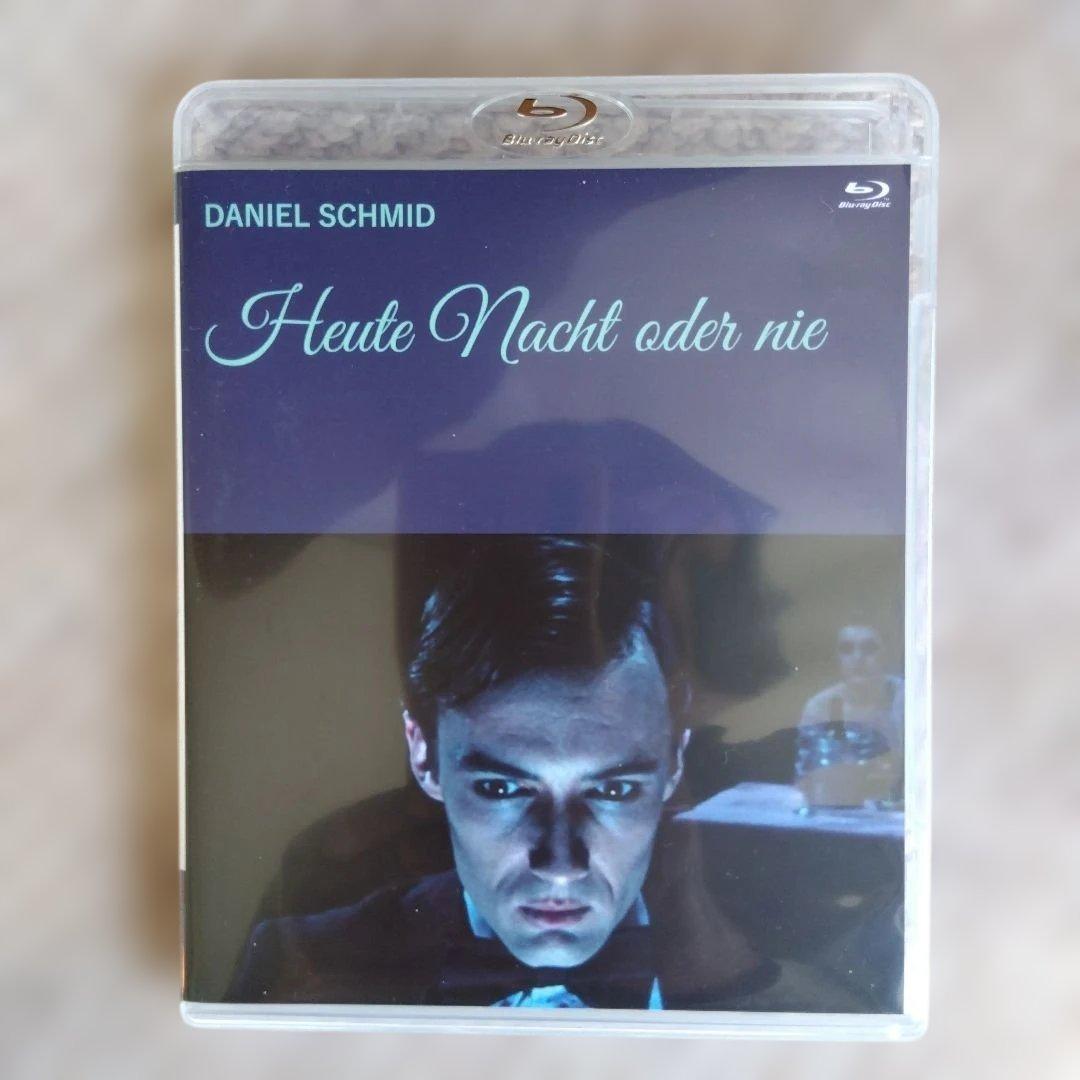 Blu-ray Disc
Blu-ray Disc
DANIEL SCHMID
Heute Nacht oder nie